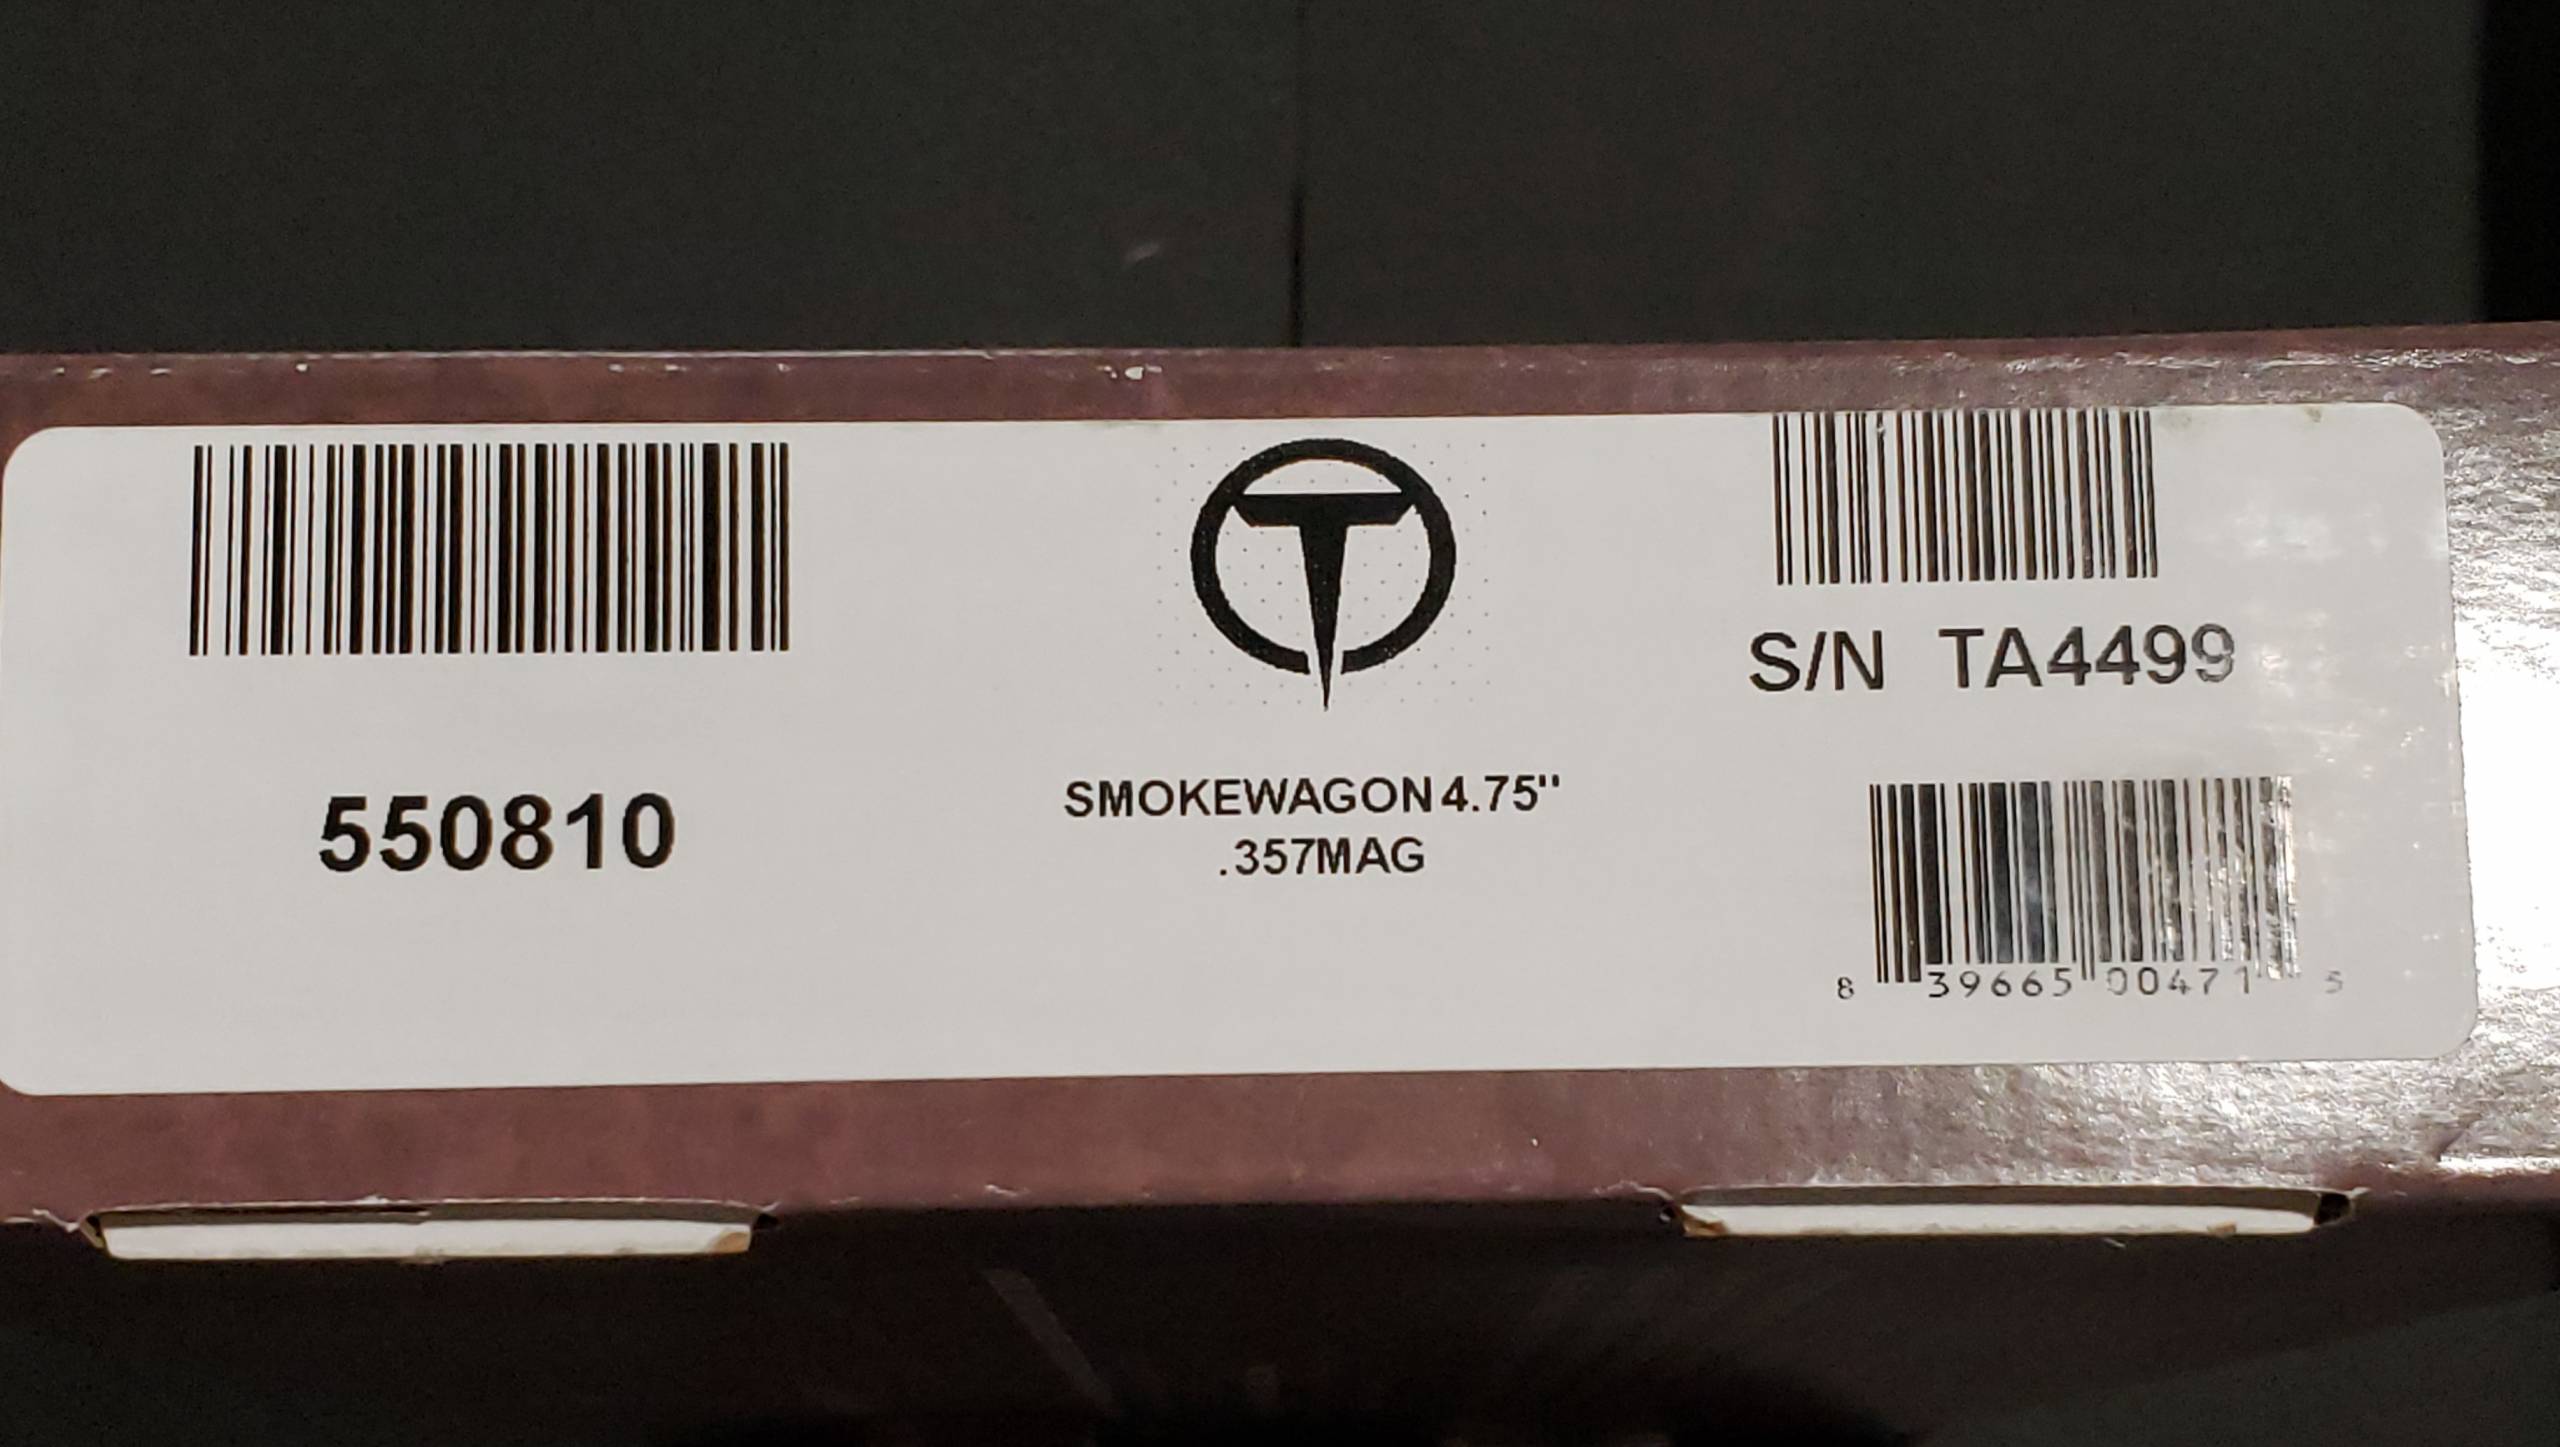 550810
T
SMOKEWAGON 4.75"
.357MAG
S/N TA4499
8 39665 00471 5